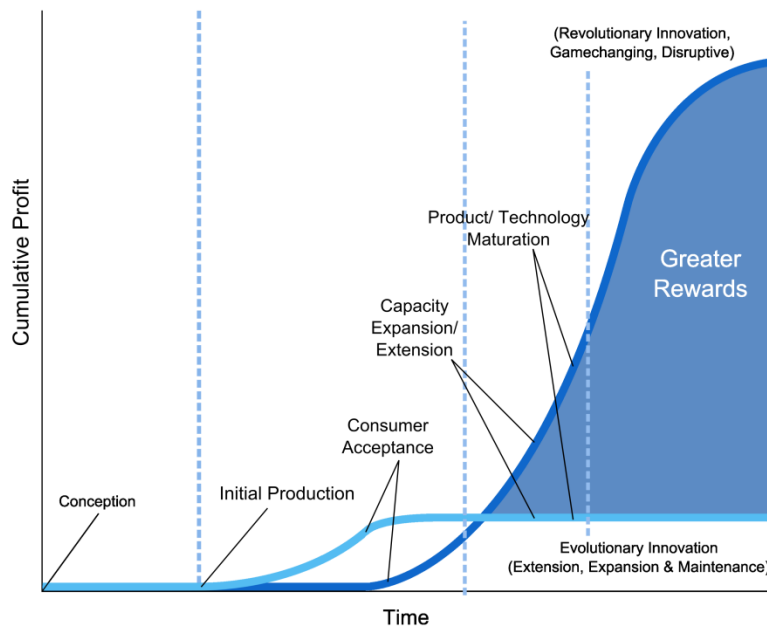 (Revolutionary Innovation,
Gamechanging, Disruptive)
Cumulative Profit
Product/ Technology
Maturation
Greater
Rewards
Capacity
Expansion/
Extension
Consumer
Acceptance
Conception
Initial Production
Evolutionary Innovation
(Extension, Expansion & Maintenance)
Time